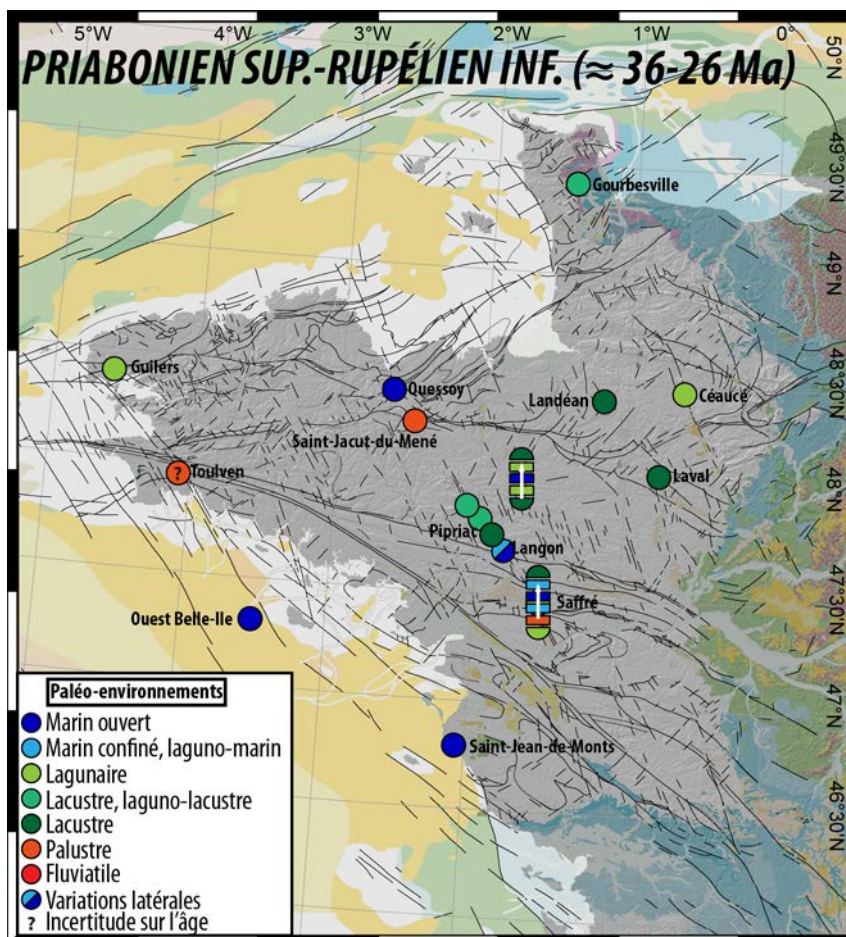 5°W 4°W 3°W 2°W 1°W 0°
50°N
PRIABONIEN SUP.-RUPÉLIEN INF. (≈ 36-26 Ma)
49°30'N
Gourbesville
49°N
48°30'N
Guilers
Quessoy
Landéan
Céaucé
Saint-Jacut-du-Mené
? Toulven
Laval
48°N
Pipriac
Langon
47°30'N
Saffré
Ouest Belle-Ile
47°N
Saint-Jean-de-Monts
46°30'N
Paléo-environnements
Marin ouvert
Marin confiné, laguno-marin
Lagunaire
Lacustre, laguno-lacustre
Lacustre
Palustre
Fluviatile
Variations latérales
? Incertitude sur l'âge